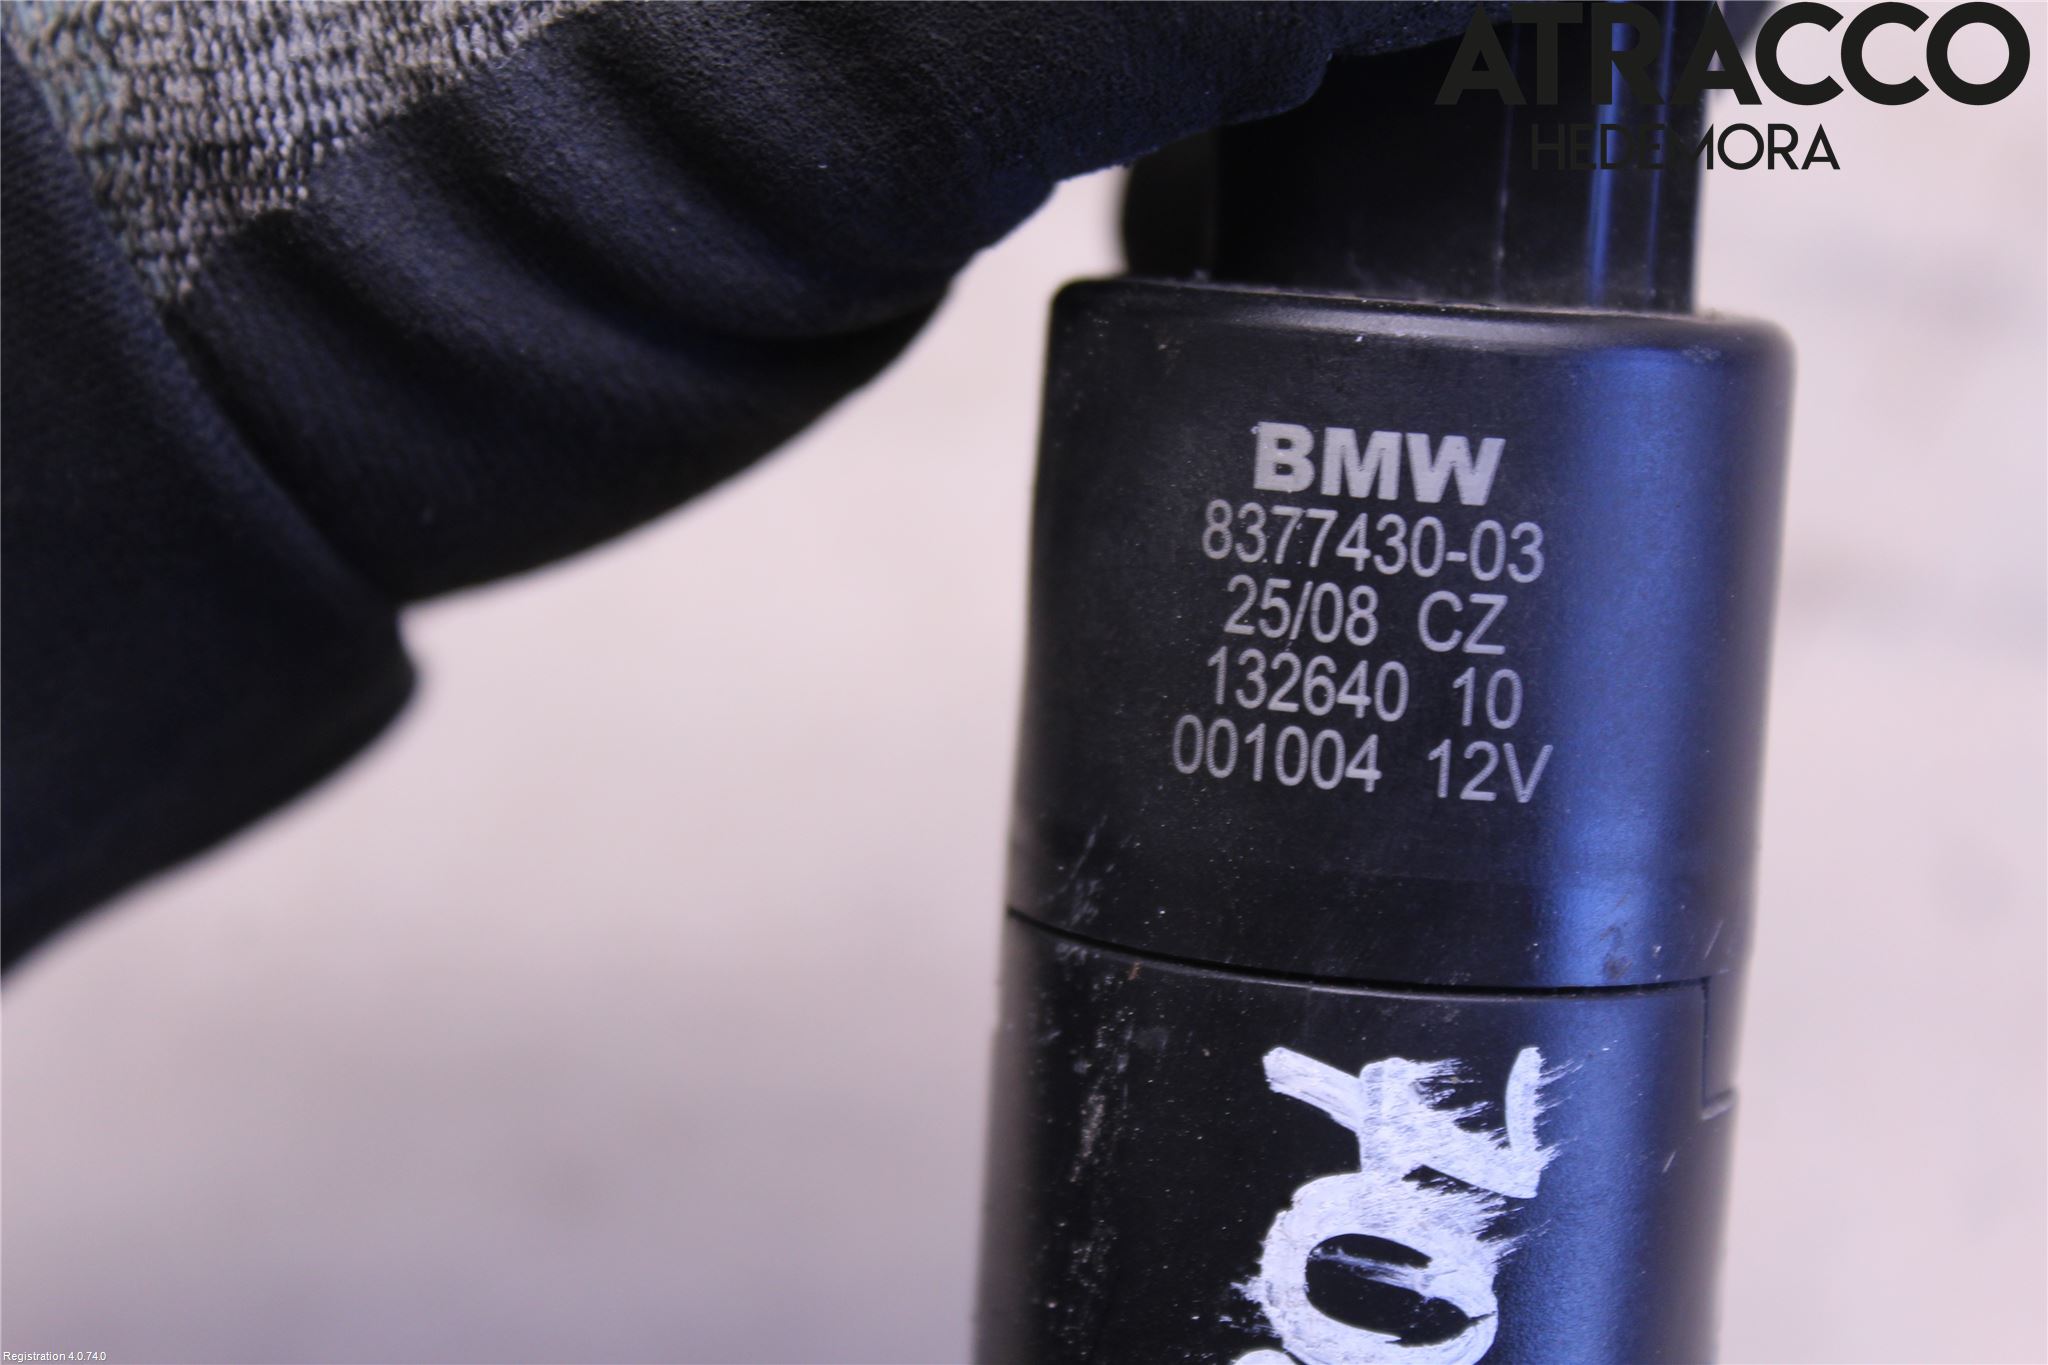 ATRACCO
HEDEMORA
BMW
8377430-03
25/08 CZ
132640 10
001004 12V
Registration 4.0.74.0